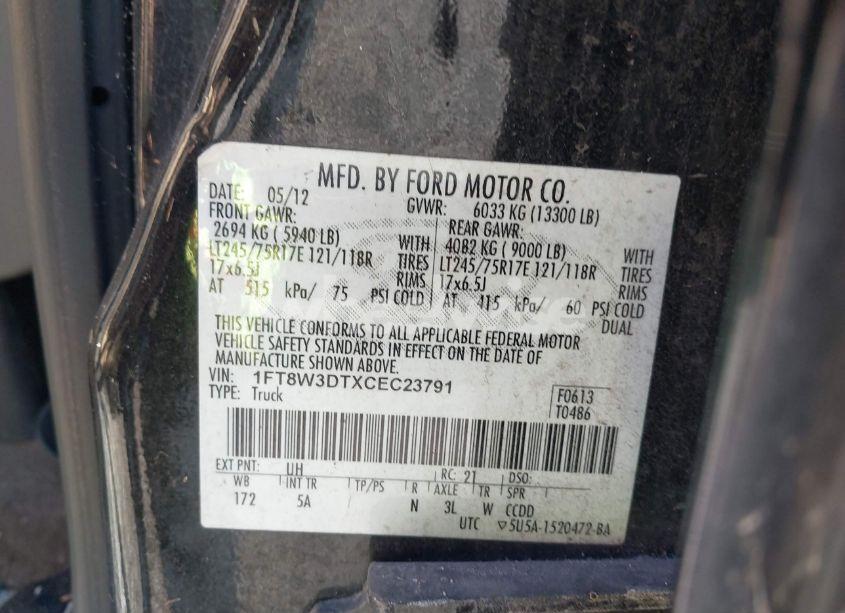 MFD. BY FORD MOTOR CO.
DATE: 05/12 GVWR: 6033 KG (13300 LB)
FRONT GAWR: REAR GAWR:
2694 KG ( 5940 LB) WITH 4082 KG ( 9000 LB) WITH
LT245/75R17E 121/118R TIRES LT245/75R17E 121/118R TIRES
17x6.5J RIMS 17x6.5J RIMS
AT 515 kPa/ 75 PSI COLD AT 415 kPa/ 60 PSI COLD
DUAL
THIS VEHICLE CONFORMS TO ALL APPLICABLE FEDERAL MOTOR
VEHICLE SAFETY STANDARDS IN EFFECT ON THE DATE OF
MANUFACTURE SHOWN ABOVE.
VIN: 1FT8W3DTXCEC23791
TYPE: Truck
F0613
T0486
EXT PNT: UH RC: 21 DSO:
WB INT TR TP/PS R AXLE TR SPR
172 5A N 3L W CCDD
UTC ▽5U5A-1520472-BA